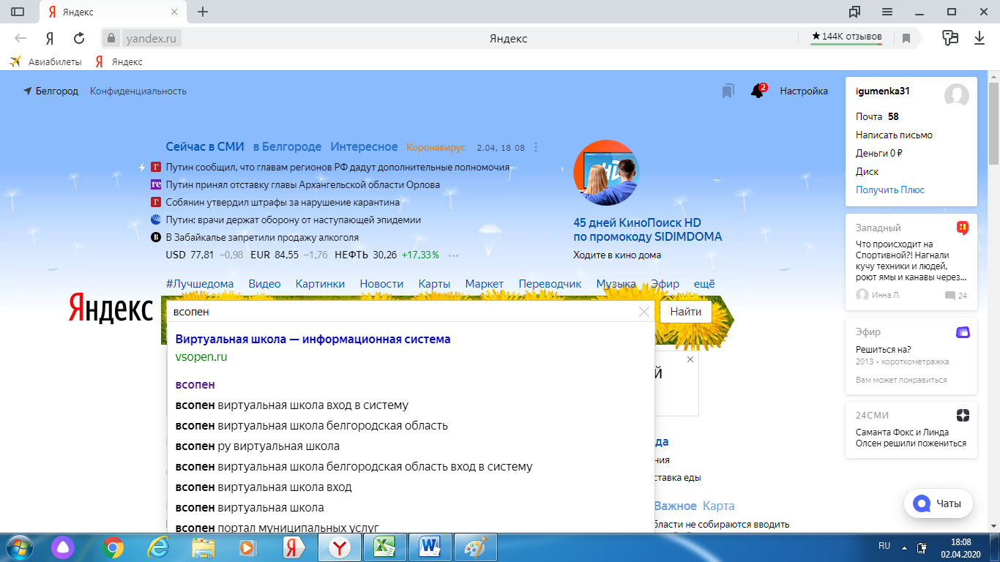 Яндекс
yandex.ru
Яндекс
144К отзывов
Авиабилеты
Яндекс
Белгород Конфиденциальность
2
Настройка
Сейчас в СМИ в Белгороде Интересное Коронавирус 2.04, 18 08
Путин сообщил, что главам регионов РФ дадут дополнительные полномочия
Путин принял отставку главы Архангельской области Орлова
Собянин утвердил штрафы за нарушение карантина
Путин: врачи держат оборону от наступающей эпидемии
В Забайкалье запретили продажу алкоголя
USD 77,81 −0,98 EUR 84,55 −1,76 НЕФТЬ 30,26 +17,33% ...
HD
45 дней КиноПоиск HD
по промокоду SIDIMDOMA
Ходите в кино дома
#Лучшедома Видео Картинки Новости Карты Маркет Переводчик Музыка Эфир ещё
Яндекс
всопен
Найти
Виртуальная школа — информационная система
vsopen.ru
всопен
всопен виртуальная школа вход в систему
всопен виртуальная школа белгородская область
всопен ру виртуальная школа
всопен виртуальная школа белгородская область вход в систему
всопен виртуальная школа вход
всопен виртуальная школа
всопен портал муниципальных услуг
й
да
ния
ставка еды
Важное Карта
бласти не собираются вводить
igumenka31
Почта 58
Написать письмо
Деньги 0 ₽
Диск
Получить Плюс
Западный
Что происходит на
Спортивной?! Нагнали
кучу техники и людей,
роют ямы и канавы через...
Инна Л. 24
Эфир
Решиться на?
2013 • короткометражка
Вам может понравиться
24СМИ
Саманта Фокс и Линда
Олсен решили пожениться
Чаты
RU
18:08
02.04.2020